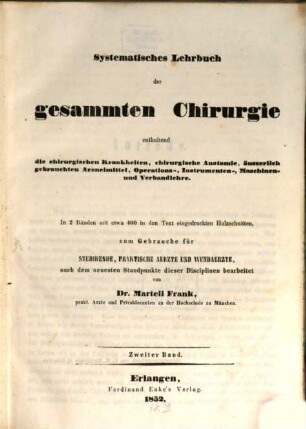 Systematisches Lehrbuch
der
gesammten Chirurgie
enthaltend
die chirurgischen Krankheiten, chirurgische Anatomie, äusserlich
gebrauchten Arzneimittel, Operations-, Instrumenten-, Maschinen-
und Verbandlehre.
In 2 Bänden mit etwa 400 in den Text eingedruckten Holzschnitten,
zum Gebrauche für
STUDIRENDE, PRAKTISCHE AERZTE UND WUNDAERZTE,
nach dem neuesten Standpunkte dieser Disciplinen bearbeitet
von
Dr. Martell Frank,
prakt. Arzte und Privatdocenten an der Hochschule zu München.
Zweiter Band.
Erlangen,
Ferdinand Enke's Verlag.
1852.